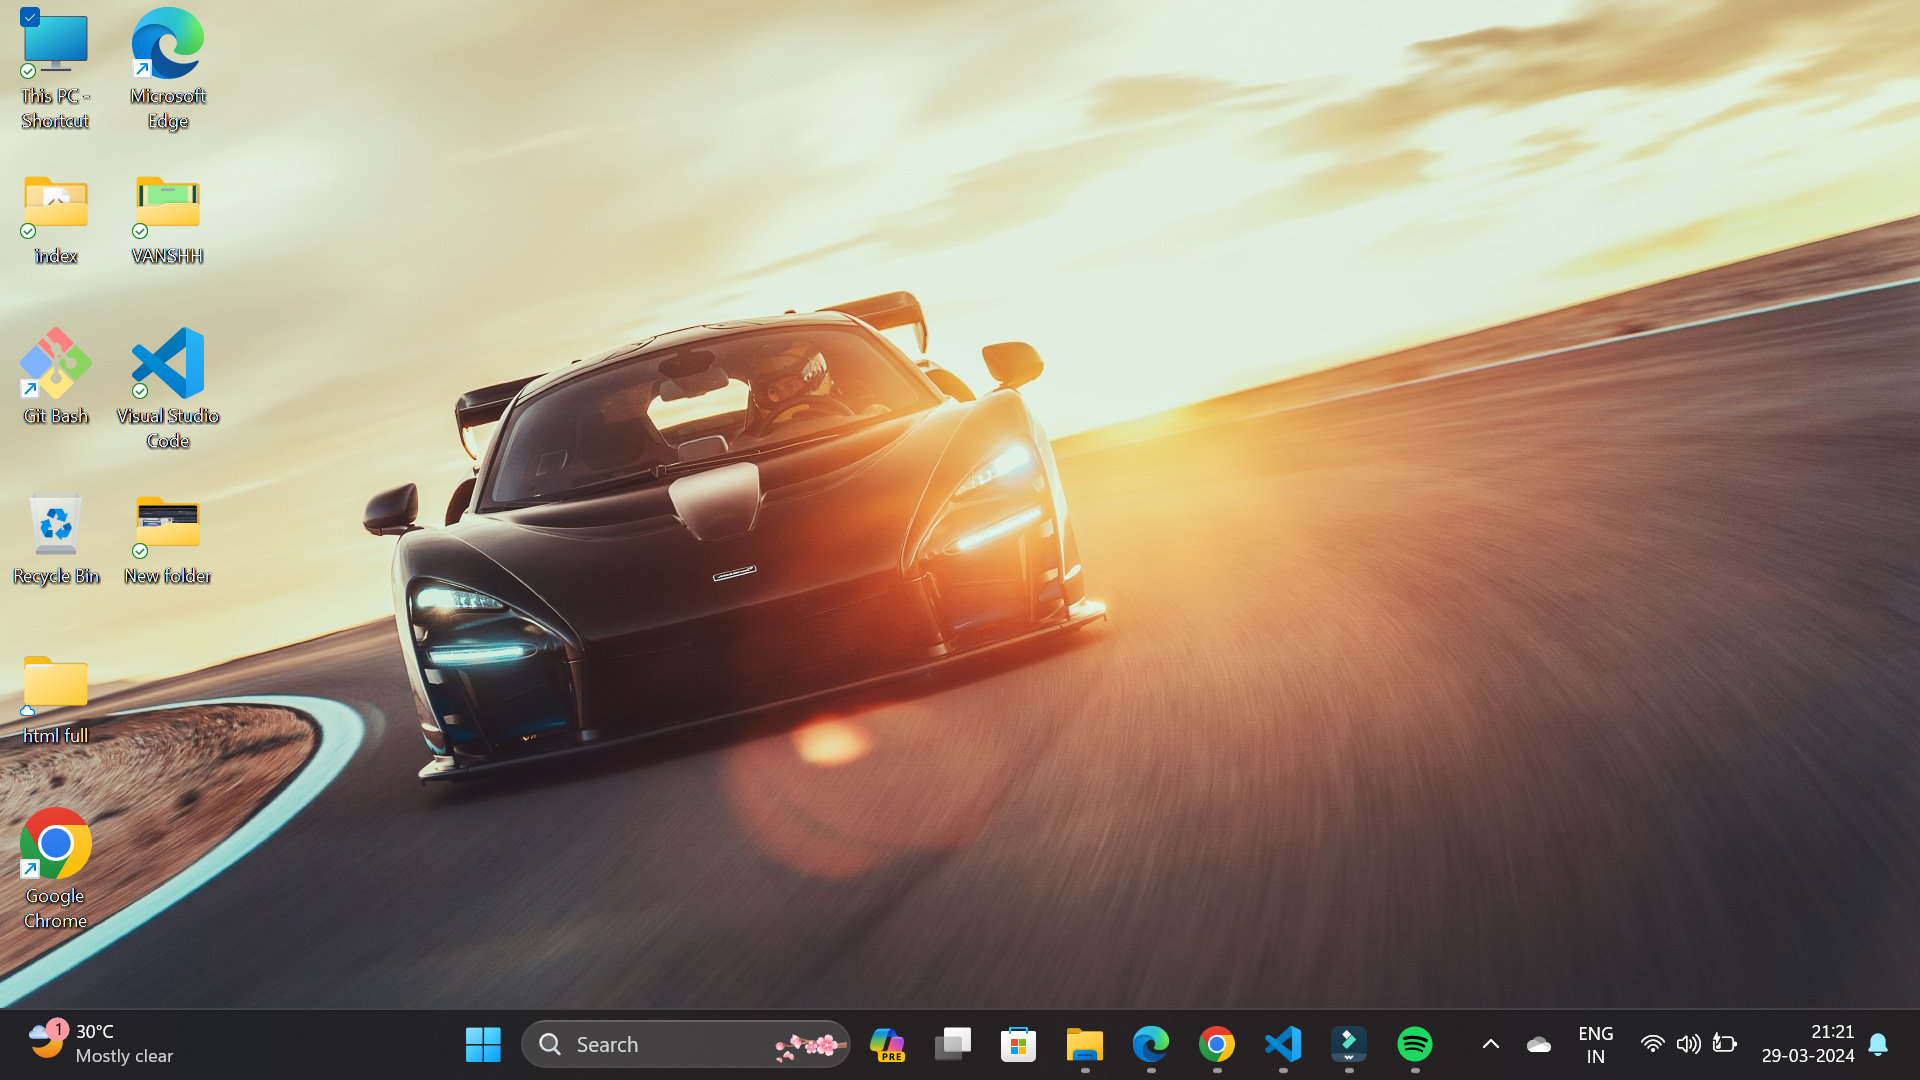 This PC -
Shortcut
Microsoft
Edge
index
VANSHH
Git Bash
Visual Studio
Code
Recycle Bin
New folder
html full
Google
Chrome
1
30°C
Mostly clear
Search
PRE
ENG
IN
21:21
29-03-2024